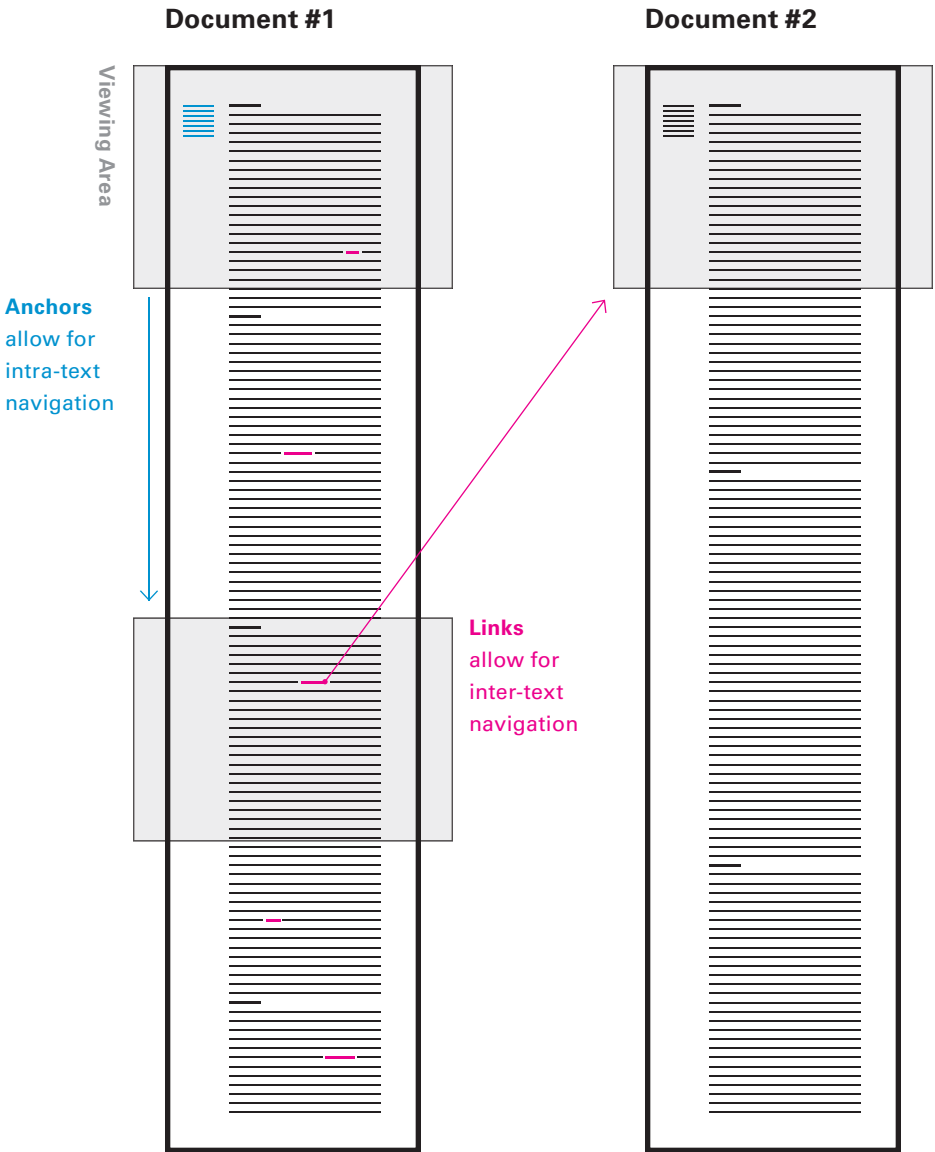 Document #1
Document #2
Viewing Area
Anchors
allow for
intra-text
navigation
Links
allow for
inter-text
navigation